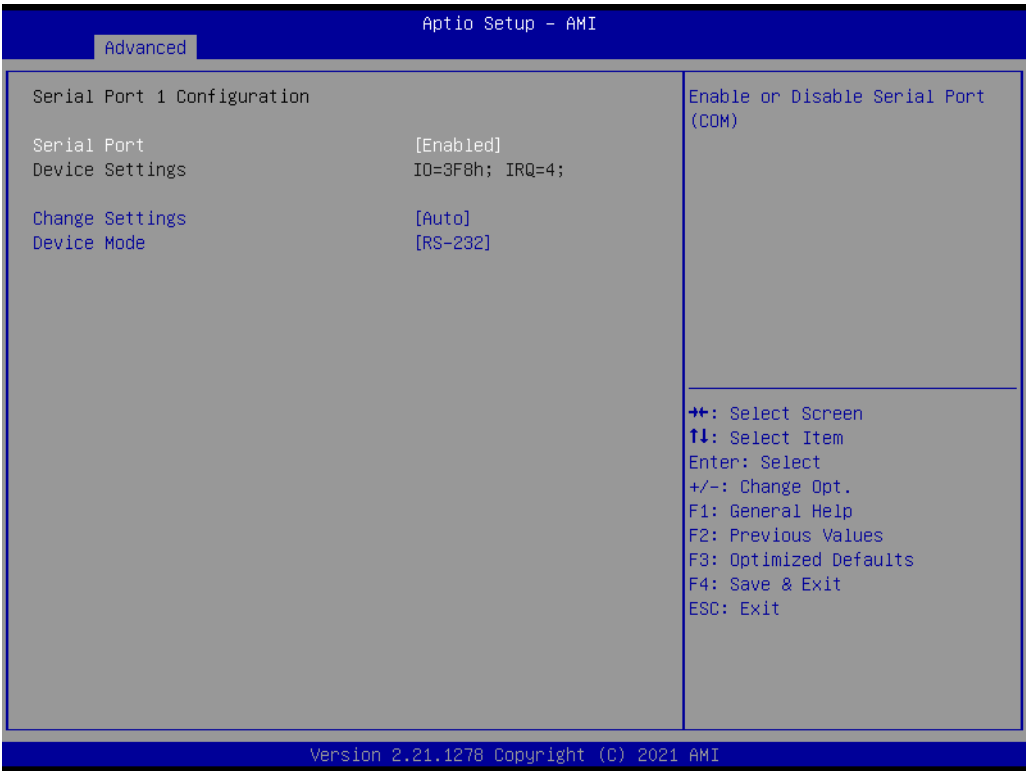 Aptio Setup – AMI
Advanced
Serial Port 1 Configuration
Serial Port [Enabled]
Device Settings IO=3F8h; IRQ=4;
Change Settings [Auto]
Device Mode [RS-232]
Enable or Disable Serial Port
(COM)
→←: Select Screen
↑↓: Select Item
Enter: Select
+/-: Change Opt.
F1: General Help
F2: Previous Values
F3: Optimized Defaults
F4: Save & Exit
ESC: Exit
Version 2.21.1278 Copyright (C) 2021 AMI